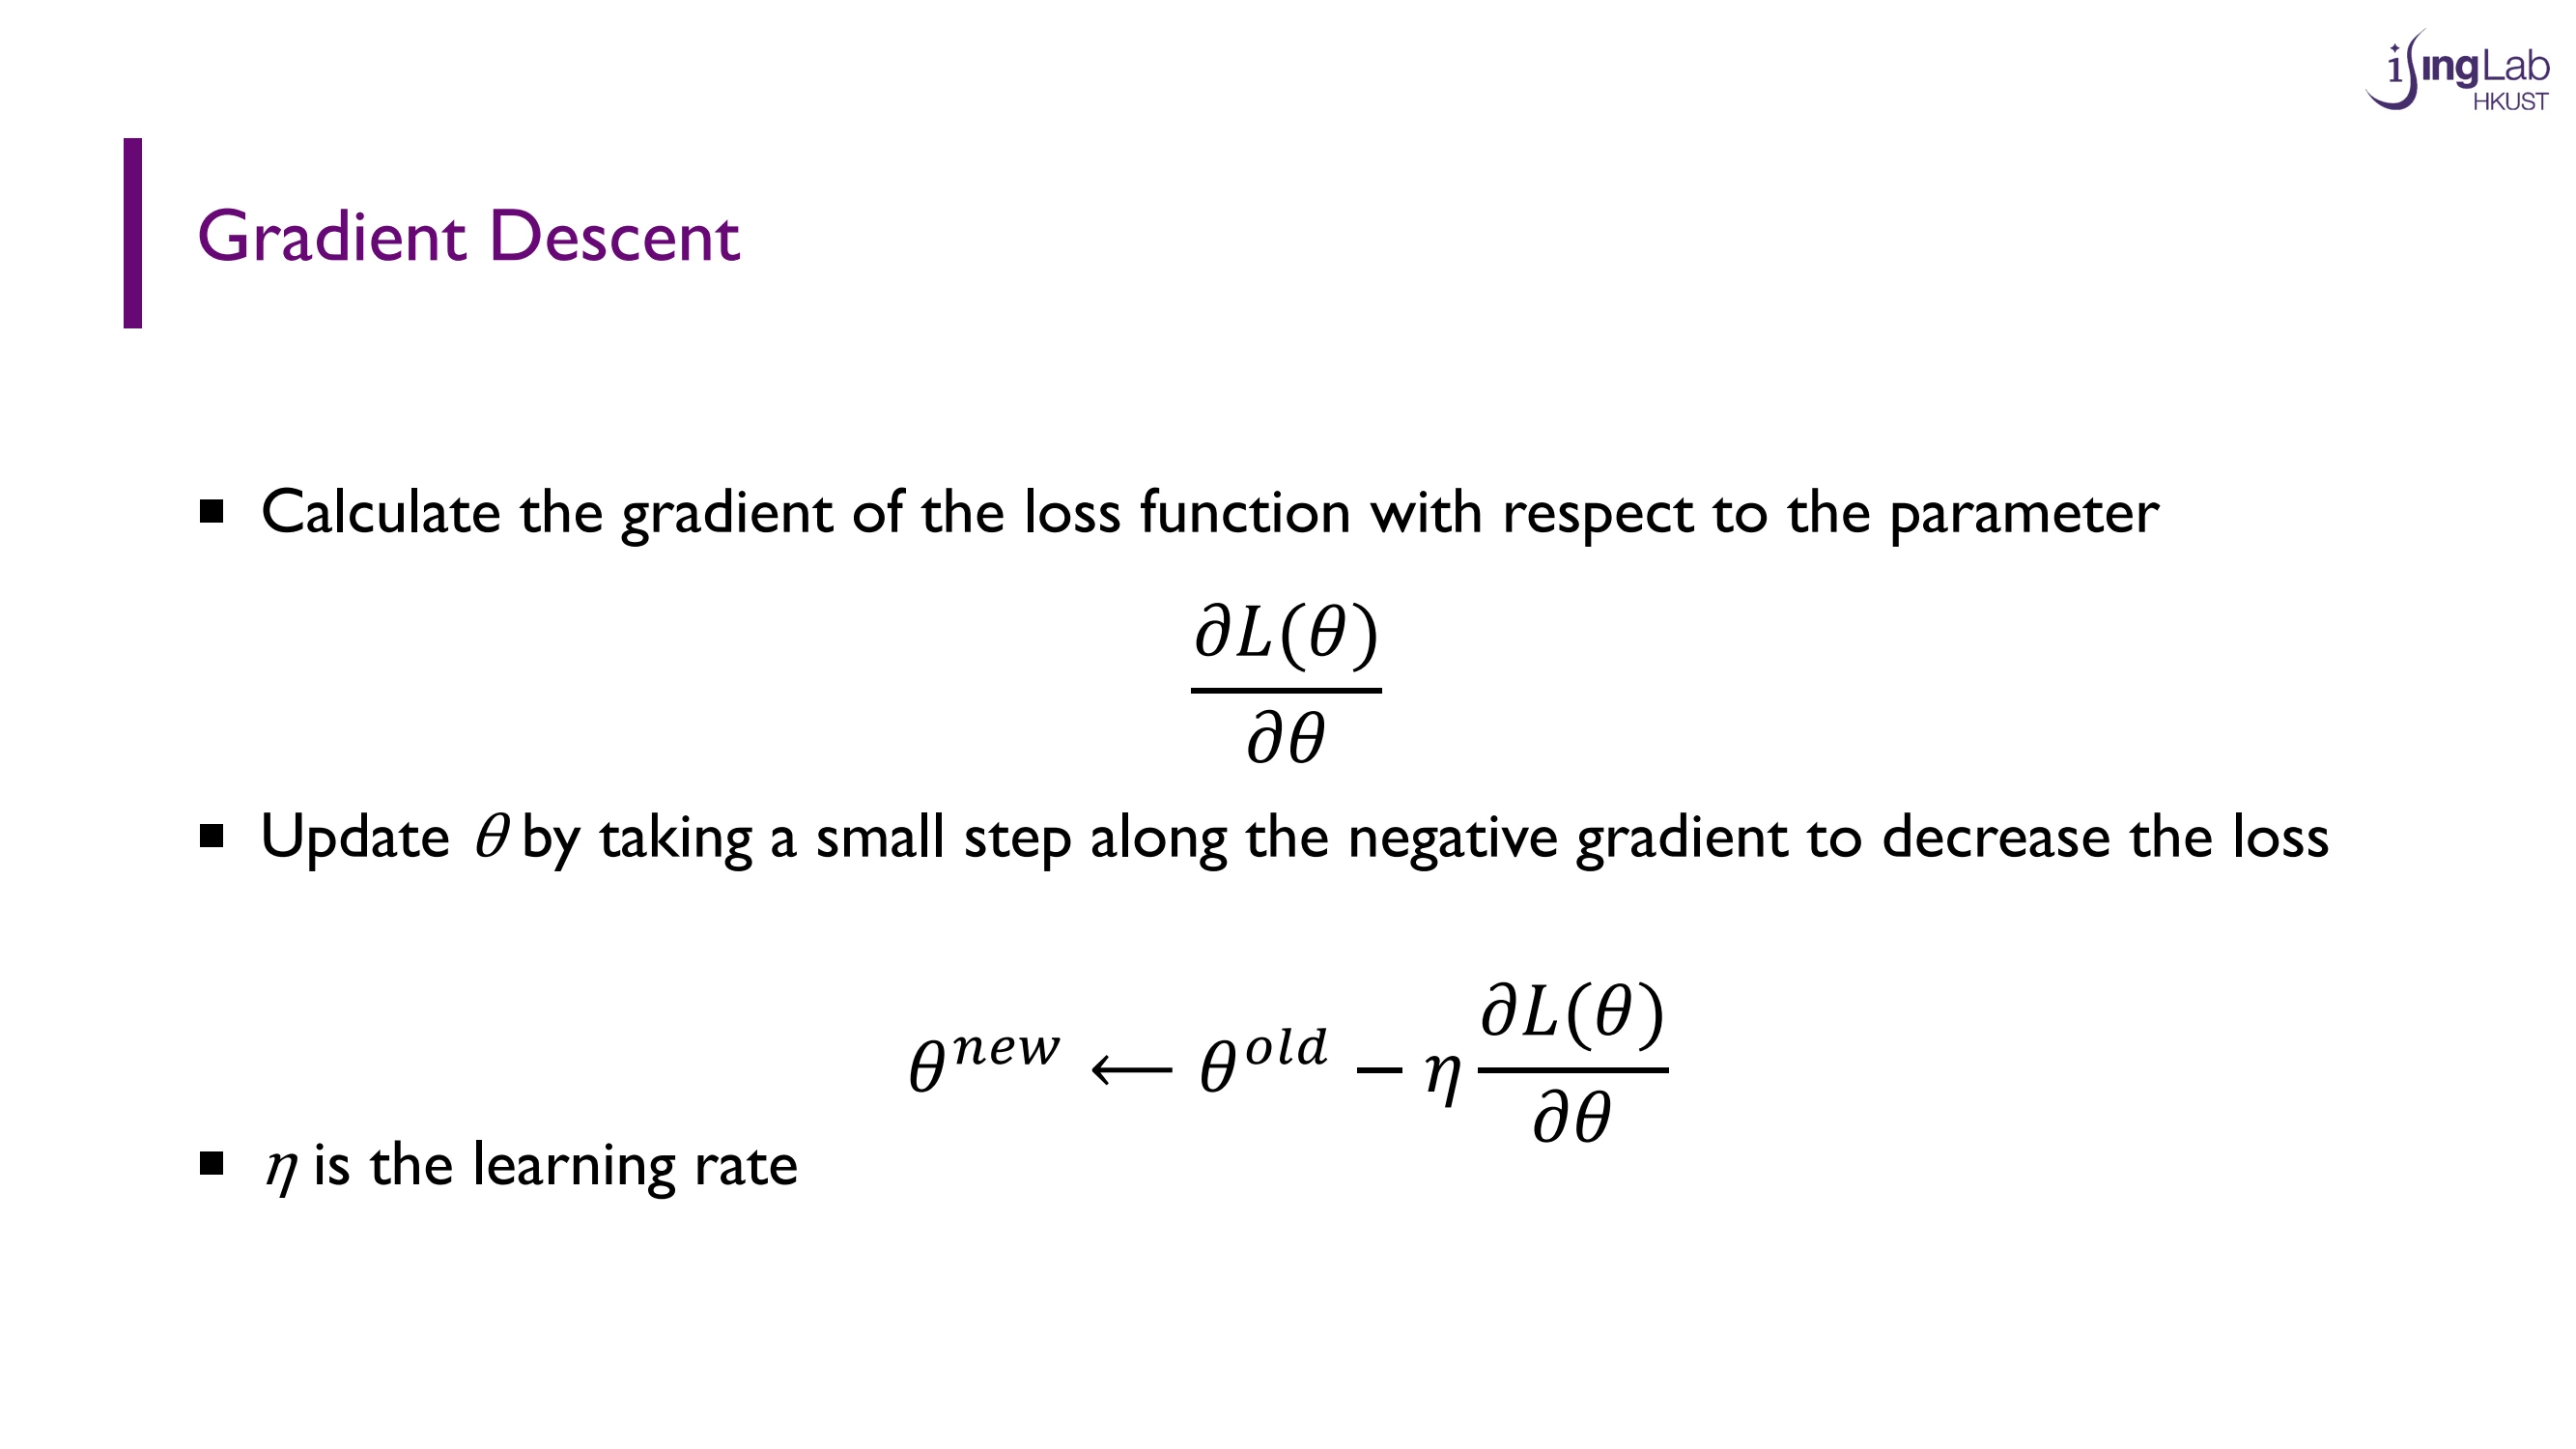 iSingLab
HKUST
Gradient Descent
▪ Calculate the gradient of the loss function with respect to the parameter
∂L(θ)
∂θ
▪ Update θ by taking a small step along the negative gradient to decrease the loss
θ^new ⟵ θ^old − η ∂L(θ)/∂θ
▪ η is the learning rate